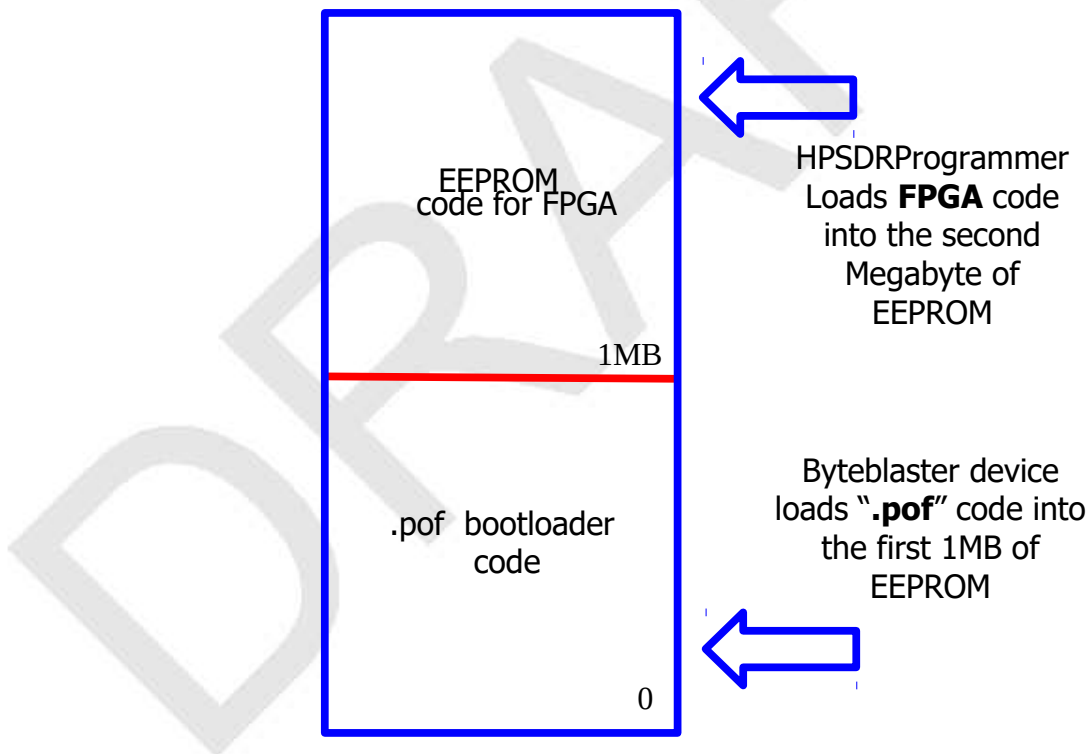 EEPROM
code for FPGA
1MB
.pof bootloader
code
0
HPSDRProgrammer
Loads FPGA code
into the second
Megabyte of
EEPROM
Byteblaster device
loads “.pof” code into
the first 1MB of
EEPROM
DRA